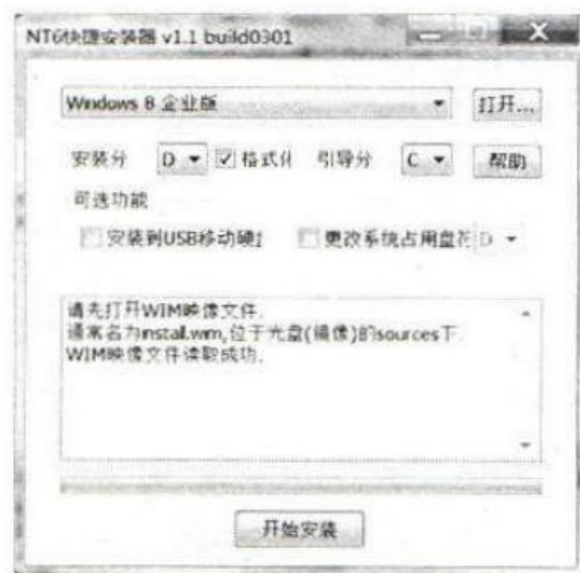 NT6快捷安装器 v1.1 build0301
Windows 8 企业版 打开...
安装分 D 格式化 引导分 C 帮助
可选功能
安装到USB移动硬盘 更改系统占用盘符 D
请先打开WIM映像文件.
通常名为install.wim,位于光盘(镜像)的sources下.
WIM映像文件读取成功.
开始安装